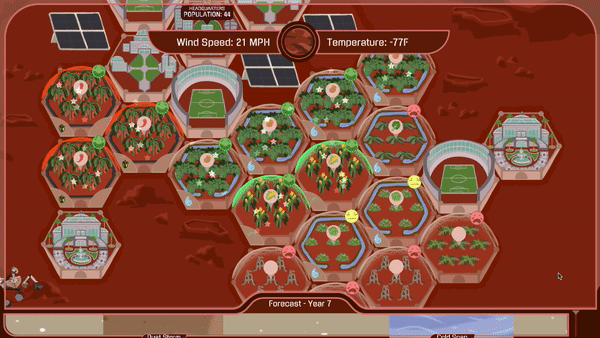 HEADQUARTERS
POPULATION: 44
Wind Speed: 21 MPH
Temperature: -77F
Forecast - Year 7
Dust Storm
Cold Snap